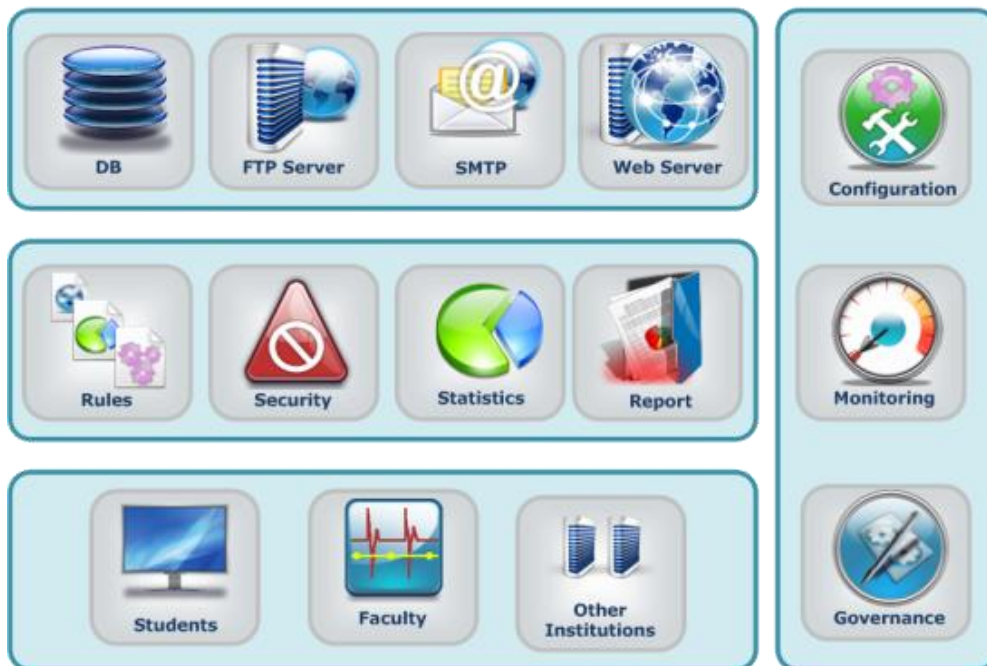 DB
FTP Server
SMTP
Web Server
Rules
Security
Statistics
Report
Students
Faculty
Other
Institutions
Configuration
Monitoring
Governance